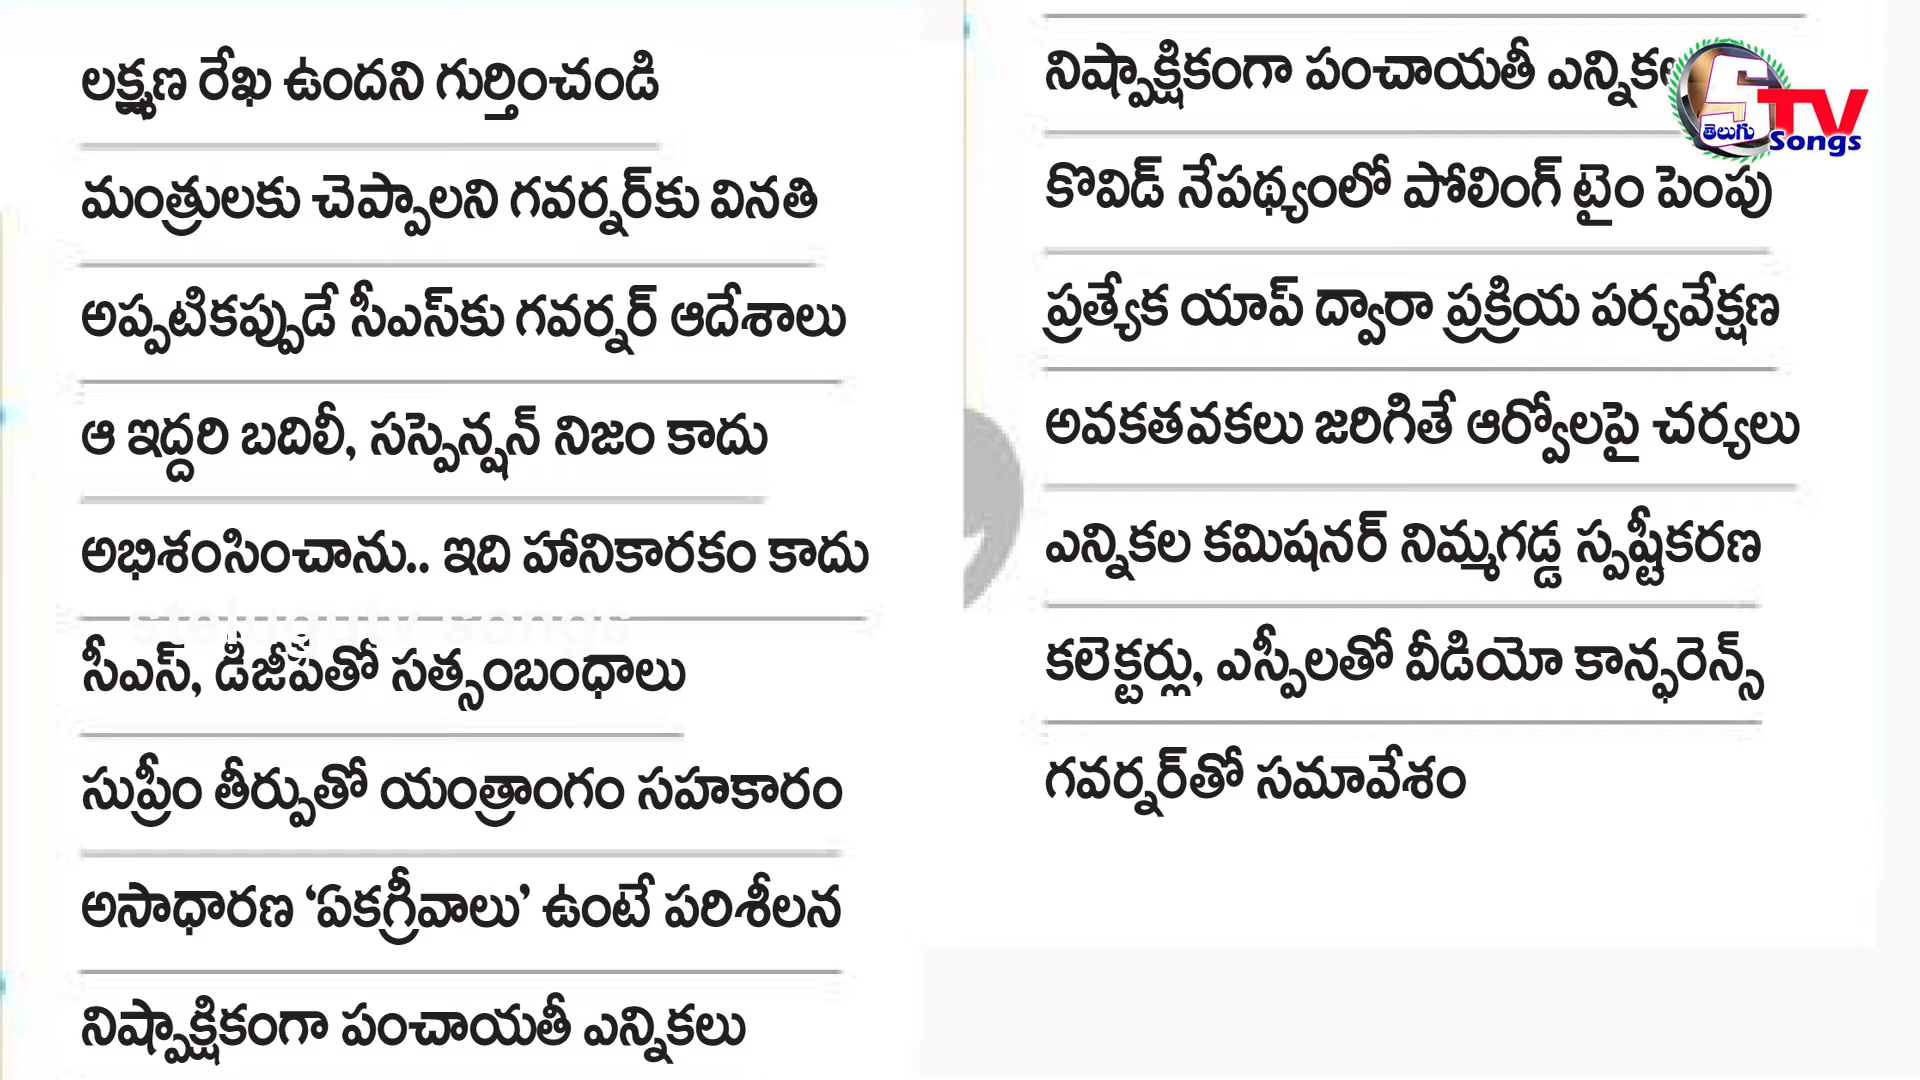 లక్ష్మణ రేఖ ఉందని గుర్తించండి
మంత్రులకు చెప్పాలని గవర్నర్‌కు వినతి
అప్పటికప్పుడే సీఎస్‌కు గవర్నర్ ఆదేశాలు
ఆ ఇద్దరి బదిలీ, సస్పెన్షన్ నిజం కాదు
అభిశంసించాను.. ఇది హానికారకం కాదు
stelugutv songs
సీఎస్, డీజీపీతో సత్సంబంధాలు
సుప్రీం తీర్పుతో యంత్రాంగం సహకారం
అసాధారణ ‘ఏకగ్రీవాలు’ ఉంటే పరిశీలన
నిష్పాక్షికంగా పంచాయతీ ఎన్నికలు
నిష్పాక్షికంగా పంచాయతీ
కొవిడ్ నేపథ్యంలో పోలింగ్ టైం పెంపు
ప్రత్యేక యాప్ ద్వారా ప్రక్రియ పర్యవేక్షణ
అవకతవకలు జరిగితే ఆర్వోలపై చర్యలు
ఎన్నికల కమిషనర్ నిమ్మగడ్డ స్పష్టీకరణ
కలెక్టర్లు, ఎస్పీలతో వీడియో కాన్ఫరెన్స్
గవర్నర్‌తో సమావేశం
S TV
తెలుగు Songs